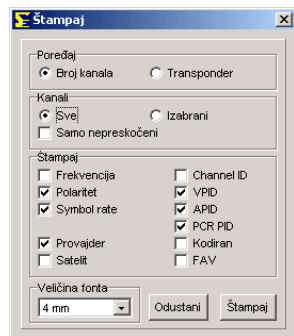 Štampaj
Poređaj
Broj kanala Transponder
Kanali
Sve Izabrani
Samo nepreskočeni
Štampaj
Frekvencija Channel ID
Polaritet VPID
Symbol rate APID
PCR PID
Provajder Kodiran
Satelit FAV
Veličina fonta
4 mm Odustani Štampaj